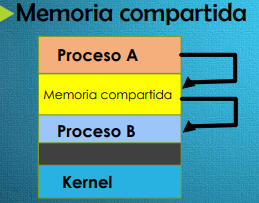 Memoria compartida
Proceso A
Memoria compartida
Proceso B
Kernel